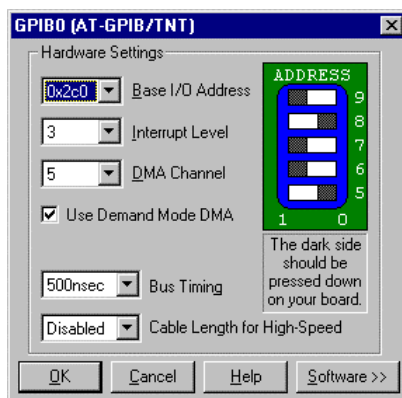 GPIB0 (AT-GPIB/TNT)
Hardware Settings
0x2c0 Base I/O Address
3 Interrupt Level
5 DMA Channel
Use Demand Mode DMA
500nsec Bus Timing
Disabled Cable Length for High-Speed
ADDRESS
9
8
7
6
5
1 0
The dark side
should be
pressed down
on your board.
OK Cancel Help Software >>